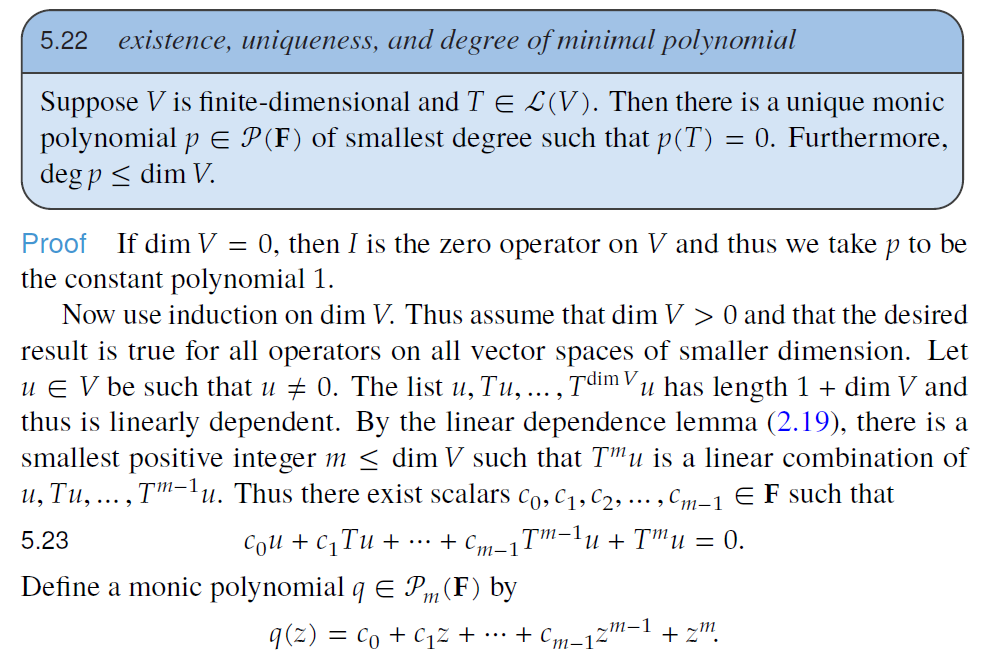 5.22 existence, uniqueness, and degree of minimal polynomial
Suppose V is finite-dimensional and T ∈ ℒ(V). Then there is a unique monic
polynomial p ∈ 𝒫(𝐅) of smallest degree such that p(T) = 0. Furthermore,
deg p ≤ dim V.
Proof If dim V = 0, then I is the zero operator on V and thus we take p to be
the constant polynomial 1.
Now use induction on dim V. Thus assume that dim V > 0 and that the desired
result is true for all operators on all vector spaces of smaller dimension. Let
u ∈ V be such that u ≠ 0. The list u, Tu, … , T^{dim V}u has length 1 + dim V and
thus is linearly dependent. By the linear dependence lemma (2.19), there is a
smallest positive integer m ≤ dim V such that T^m u is a linear combination of
u, Tu, … , T^{m−1}u. Thus there exist scalars c₀, c₁, c₂, … , c_{m−1} ∈ 𝐅 such that
5.23 c₀u + c₁Tu + ⋯ + c_{m−1}T^{m−1}u + T^m u = 0.
Define a monic polynomial q ∈ 𝒫_m(𝐅) by
q(z) = c₀ + c₁z + ⋯ + c_{m−1}z^{m−1} + z^m.